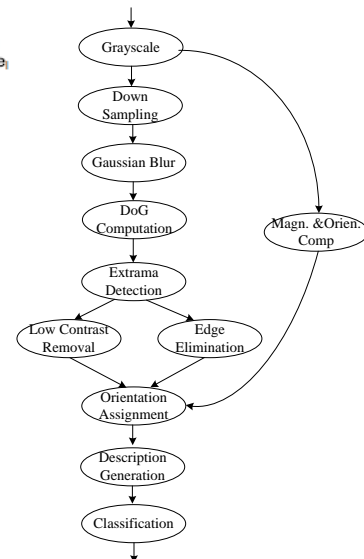 e
Grayscale
Down
Sampling
Gaussian Blur
DoG
Computation
Magn. &Orien.
Comp
Extrama
Detection
Low Contrast
Removal
Edge
Elimination
Orientation
Assignment
Description
Generation
Classification